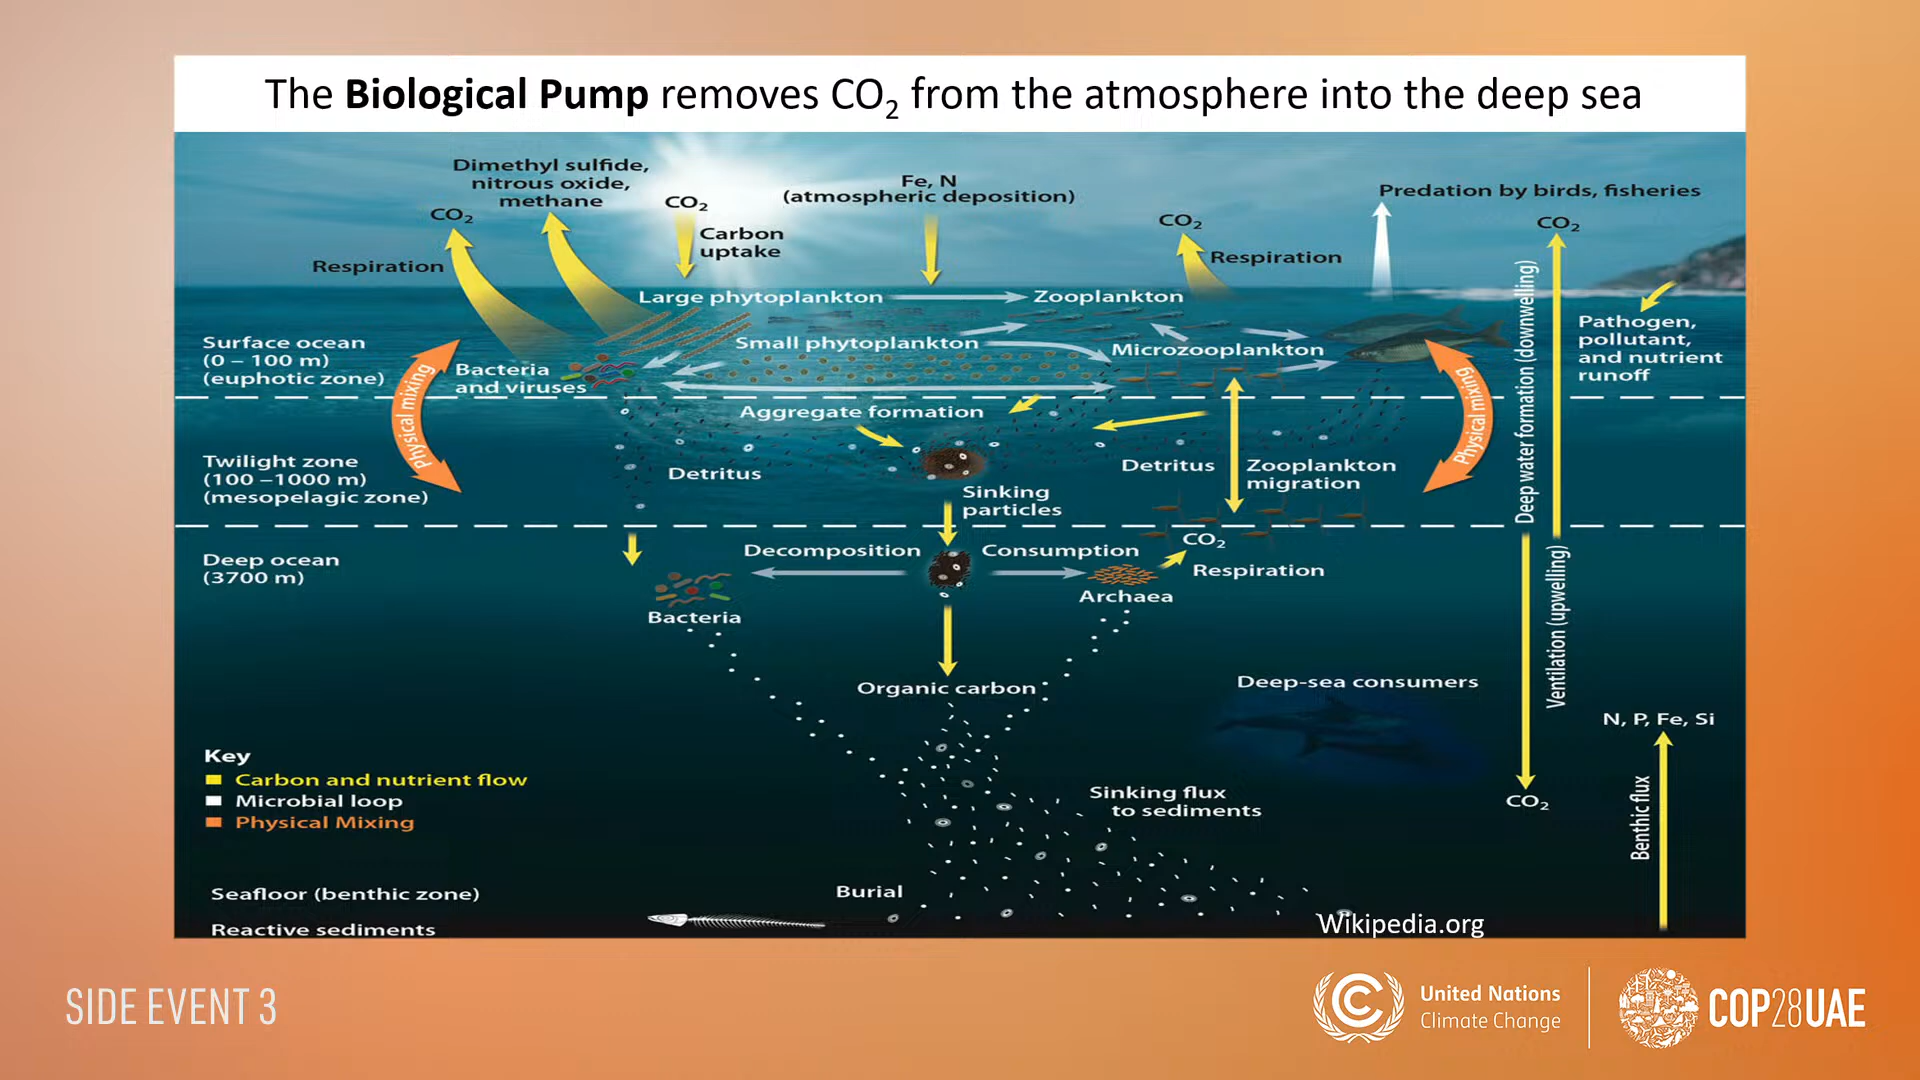 The Biological Pump removes CO₂ from the atmosphere into the deep sea
Dimethyl sulfide,
nitrous oxide,
methane
CO₂
Respiration
CO₂
Carbon
uptake
Fe, N
(atmospheric deposition)
CO₂
Respiration
Predation by birds, fisheries
CO₂
Large phytoplankton
Zooplankton
Small phytoplankton
Microzooplankton
Pathogen,
pollutant,
and nutrient
runoff
Surface ocean
(0 – 100 m)
(euphotic zone)
Bacteria
and viruses
Physical mixing
Physical mixing
Deep water formation (downwelling)
Aggregate formation
Twilight zone
(100 –1000 m)
(mesopelagic zone)
Detritus
Detritus
Zooplankton
migration
Sinking
particles
Deep ocean
(3700 m)
Decomposition
Consumption
CO₂
Respiration
Bacteria
Archaea
Ventilation (upwelling)
Organic carbon
Deep-sea consumers
N, P, Fe, Si
Key
Carbon and nutrient flow
Microbial loop
Physical Mixing
Sinking flux
to sediments
CO₂
Benthic flux
Seafloor (benthic zone)
Burial
Reactive sediments
Wikipedia.org
SIDE EVENT 3
United Nations
Climate Change
COP28UAE